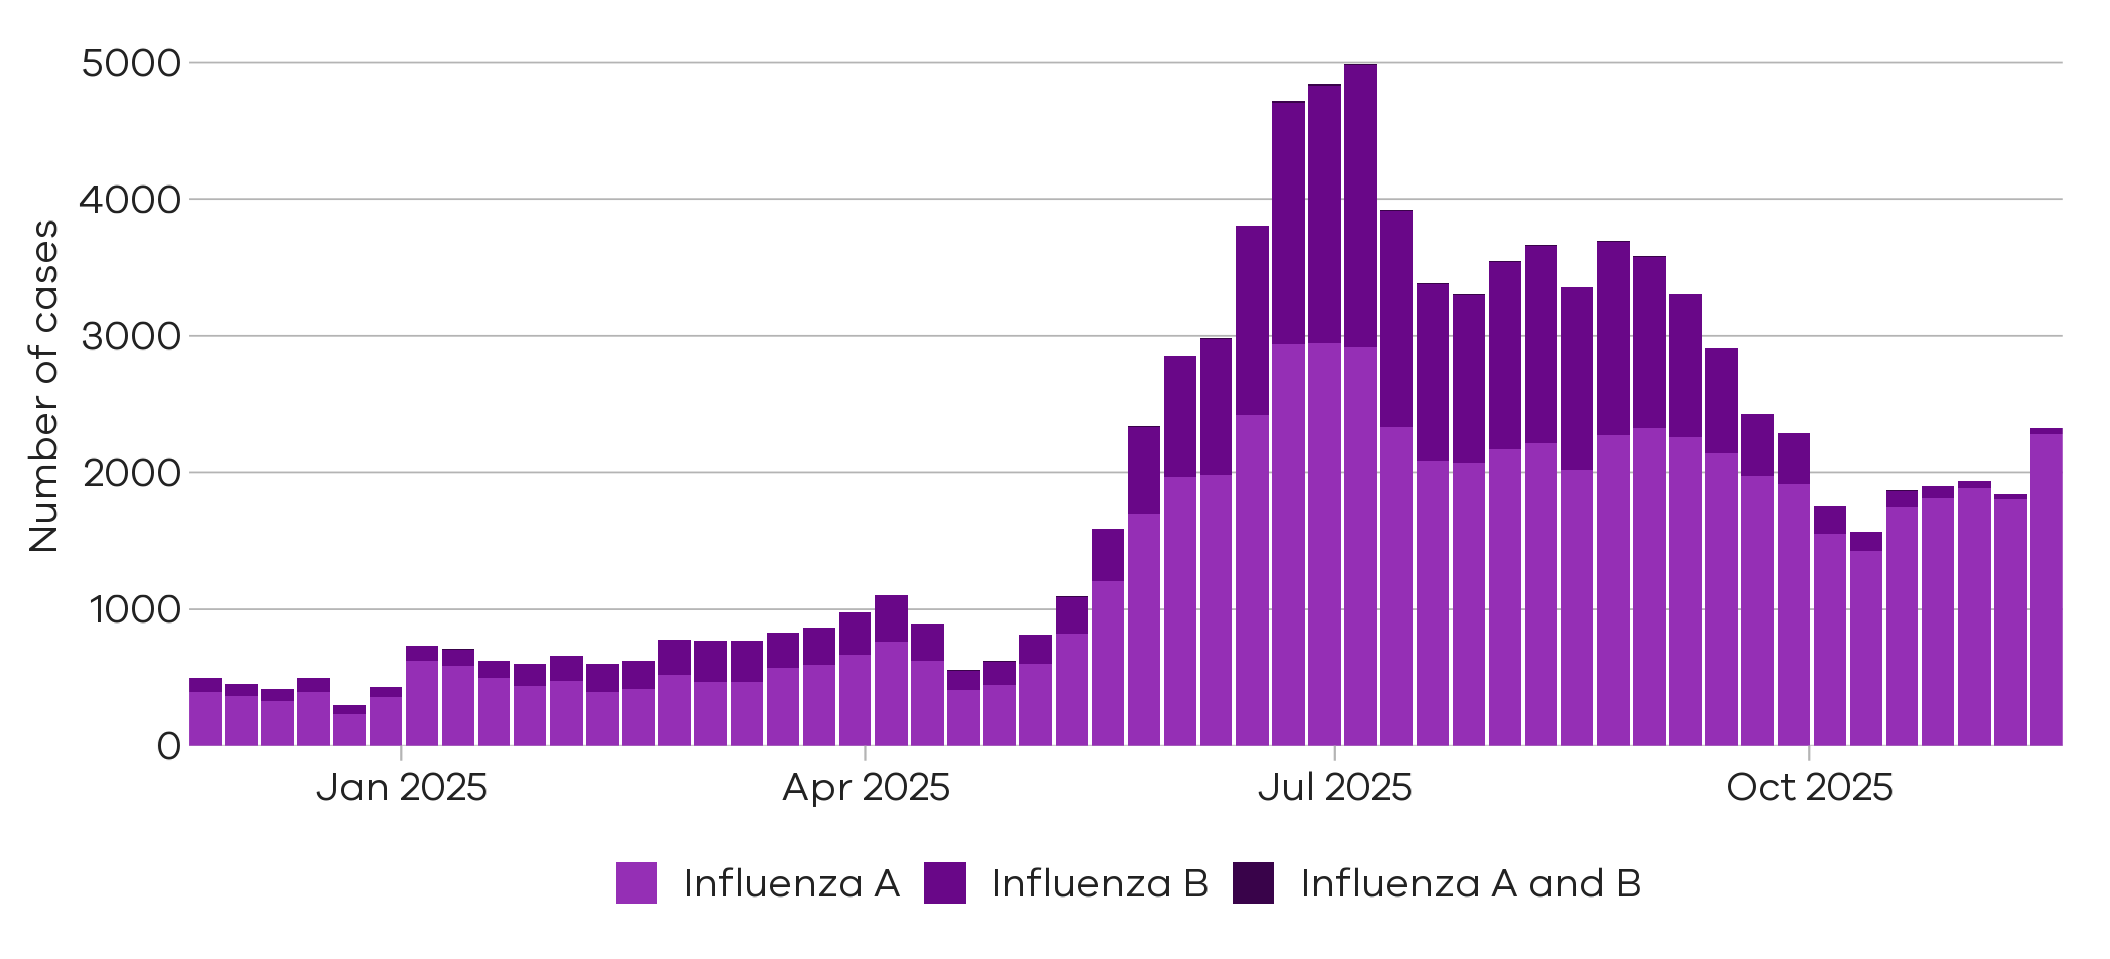 Number of cases
5000
4000
3000
2000
1000
0
Jan 2025 Apr 2025 Jul 2025 Oct 2025
Influenza A Influenza B Influenza A and B